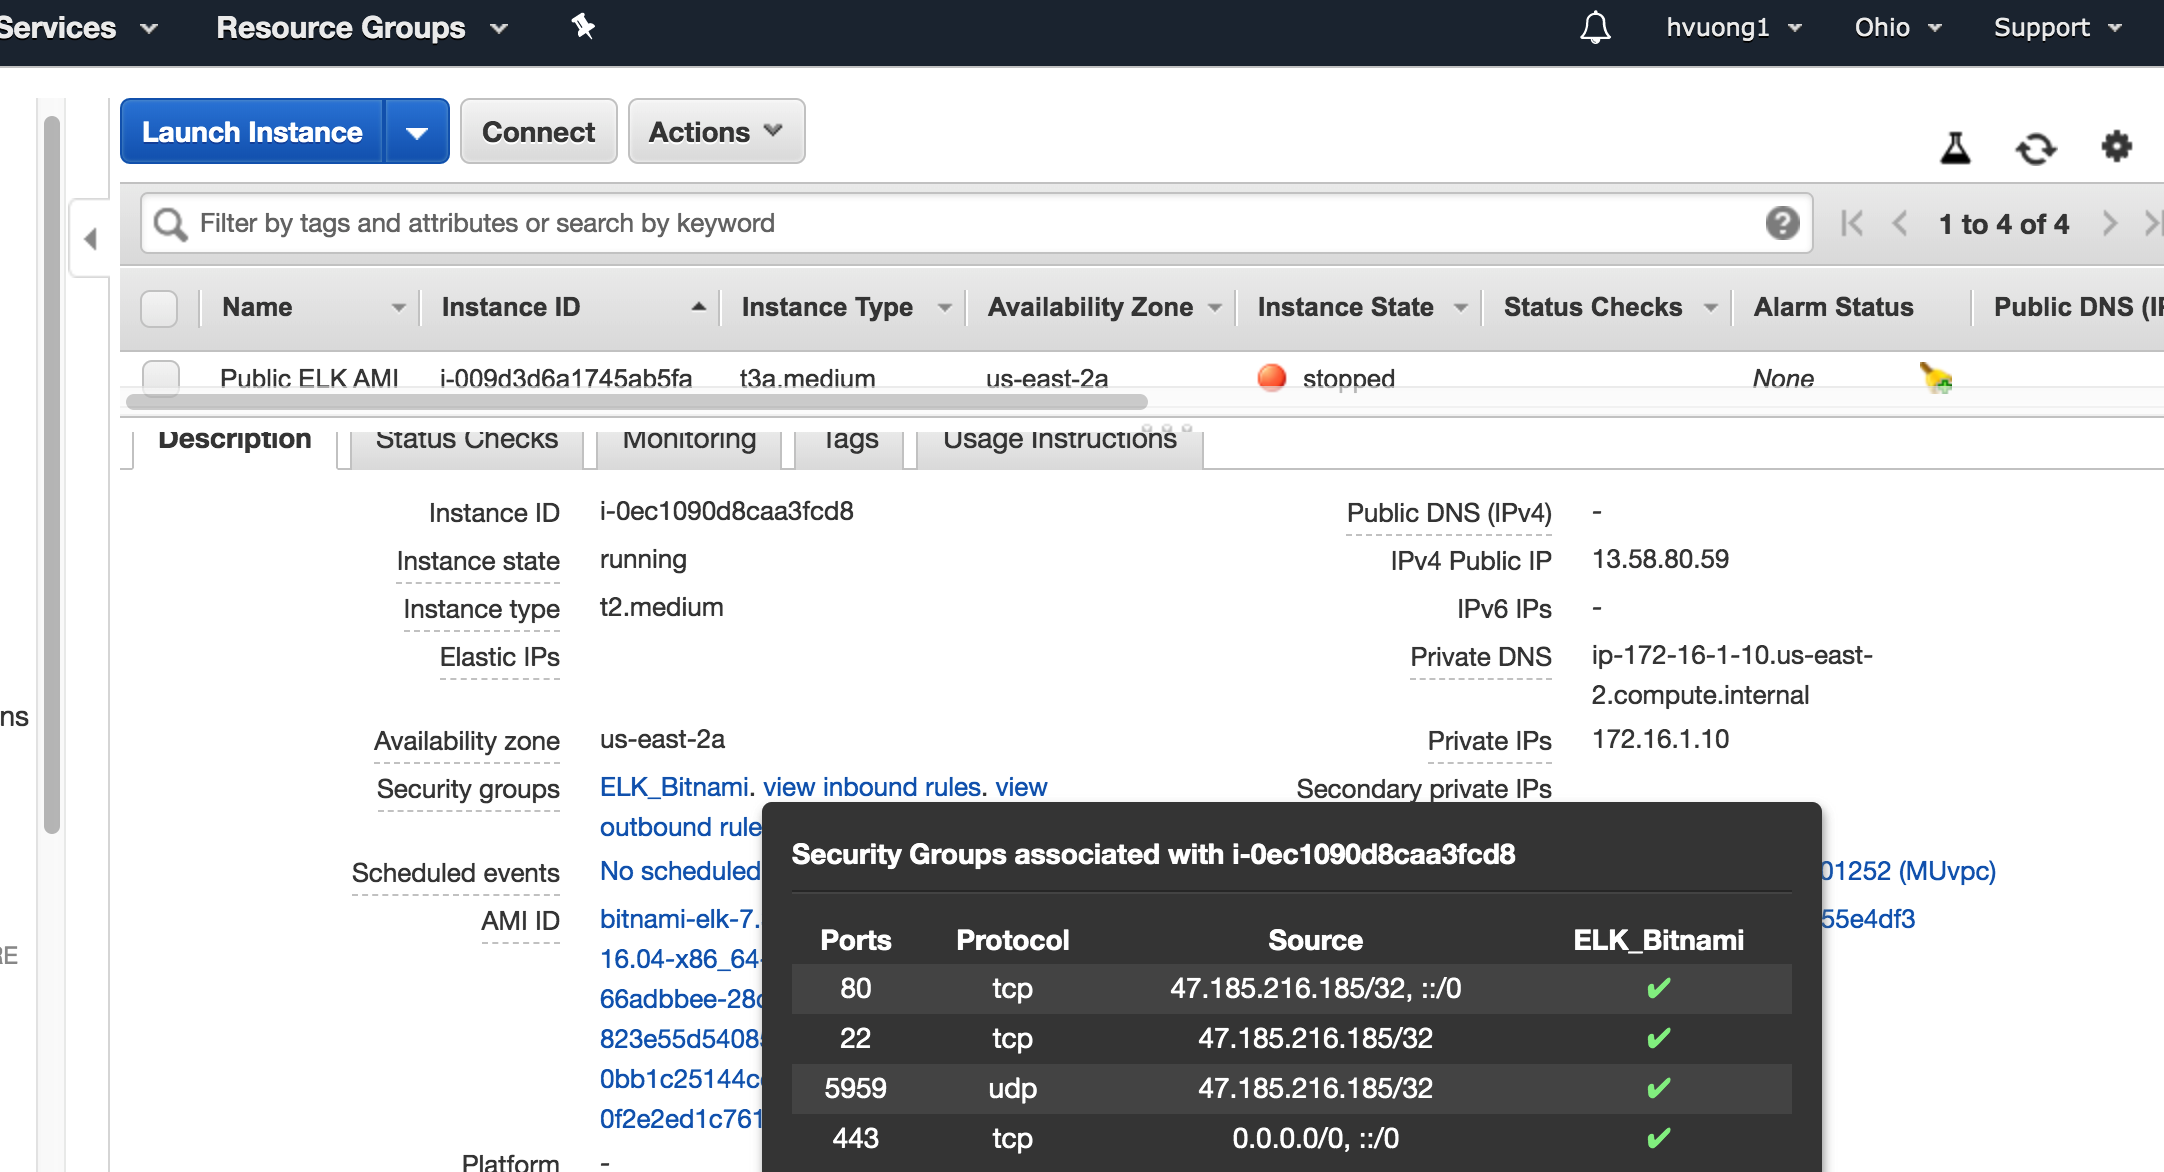 Services Resource Groups hvuong1 Ohio Support
Launch Instance Connect Actions
Filter by tags and attributes or search by keyword ? 1 to 4 of 4
Name Instance ID Instance Type Availability Zone Instance State Status Checks Alarm Status Public DNS (IP
Public ELK AMI i-009d3d6a1745ab5fa t3a.medium us-east-2a stopped None
Description Status Checks Monitoring Tags Usage Instructions
Instance ID i-0ec1090d8caa3fcd8 Public DNS (IPv4) -
Instance state running IPv4 Public IP 13.58.80.59
Instance type t2.medium IPv6 IPs -
Elastic IPs Private DNS ip-172-16-1-10.us-east-
2.compute.internal
ns
Availability zone us-east-2a Private IPs 172.16.1.10
Security groups ELK_Bitnami. view inbound rules. view Secondary private IPs
outbound rule
Security Groups associated with i-0ec1090d8caa3fcd8
Scheduled events No scheduled 01252 (MUvpc)
AMI ID bitnami-elk-7. 55e4df3
16.04-x86_64-
RE
66adbbee-28c
823e55d5408
0bb1c25144c
0f2e2ed1c761
Platform -
Ports Protocol Source ELK_Bitnami
80 tcp 47.185.216.185/32, ::/0 ✔
22 tcp 47.185.216.185/32 ✔
5959 udp 47.185.216.185/32 ✔
443 tcp 0.0.0.0/0, ::/0 ✔